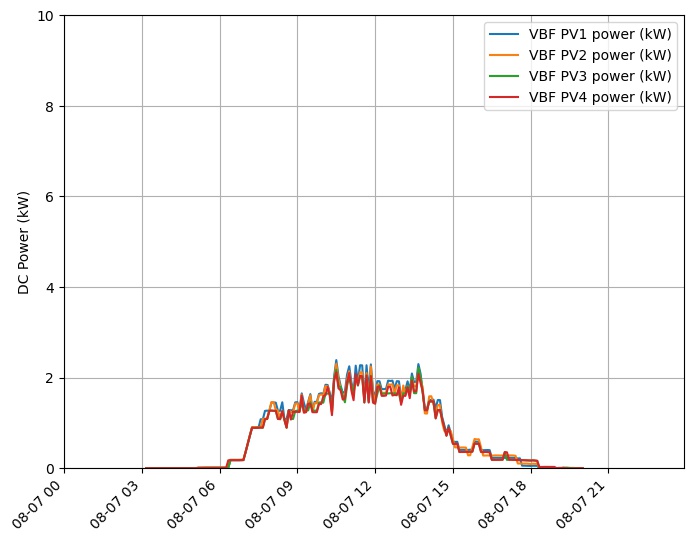 10
8
6
4
2
0
DC Power (kW)
VBF PV1 power (kW)
VBF PV2 power (kW)
VBF PV3 power (kW)
VBF PV4 power (kW)
08-07 00
08-07 03
08-07 06
08-07 09
08-07 12
08-07 15
08-07 18
08-07 21